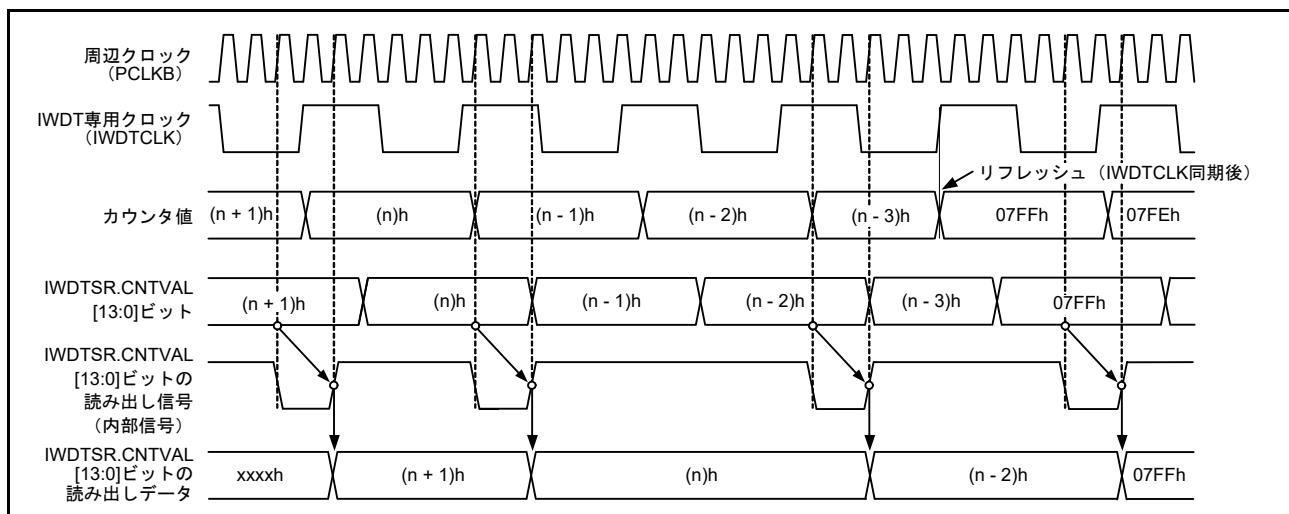 周辺クロック
（PCLKB）
IWDT専用クロック
（IWDTCLK）
リフレッシュ（IWDTCLK同期後）
カウンタ値
(n + 1)h
(n)h
(n - 1)h
(n - 2)h
(n - 3)h
07FFh
07FEh
IWDTSR.CNTVAL
[13:0]ビット
(n + 1)h
(n)h
(n - 1)h
(n - 2)h
(n - 3)h
07FFh
IWDTSR.CNTVAL
[13:0]ビットの
読み出し信号
（内部信号）
IWDTSR.CNTVAL
[13:0]ビットの
読み出しデータ
xxxxh
(n + 1)h
(n)h
(n - 2)h
07FFh